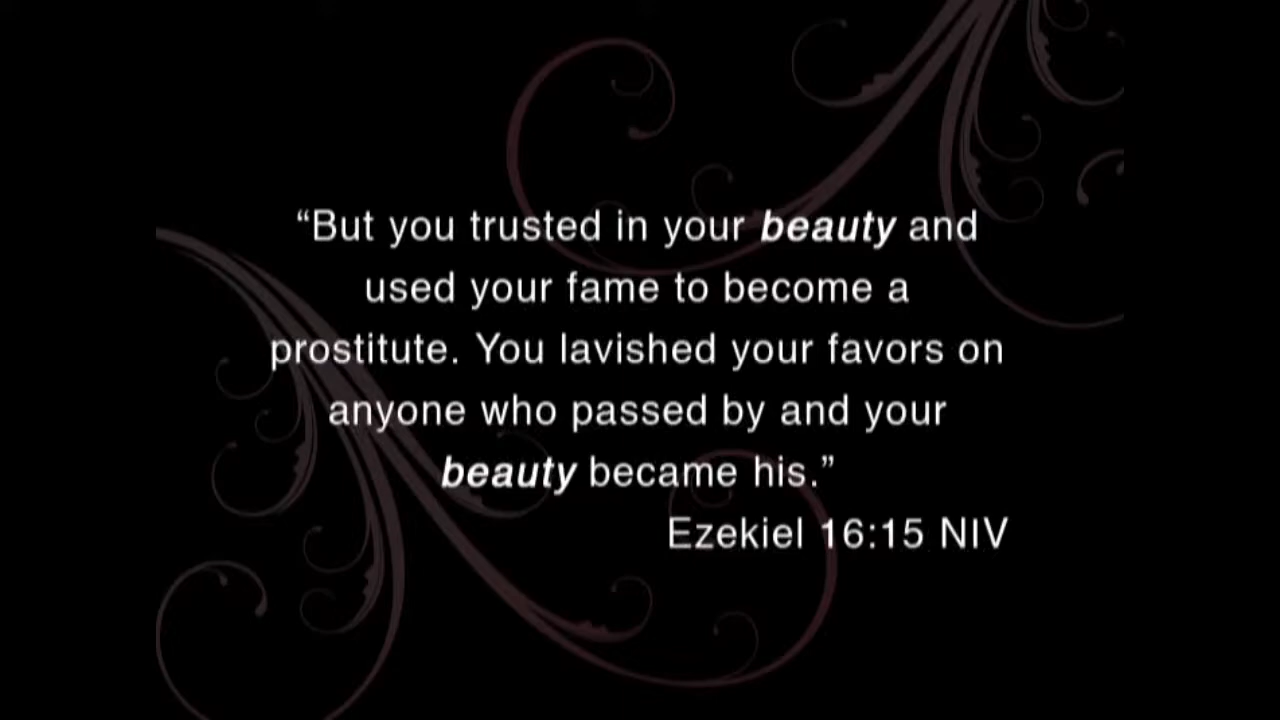 “But you trusted in your beauty and
used your fame to become a
prostitute. You lavished your favors on
anyone who passed by and your
beauty became his.”
Ezekiel 16:15 NIV